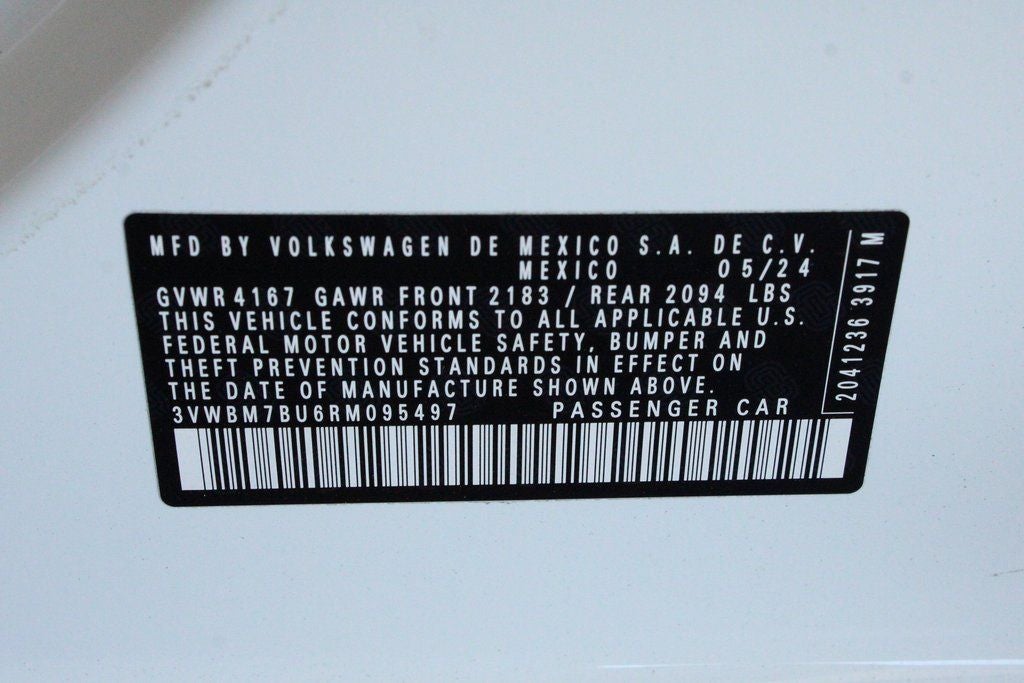 MFD BY VOLKSWAGEN DE MEXICO S.A. DE C.V.
MEXICO 05/24
GVWR 4167 GAWR FRONT 2183 / REAR 2094 LBS
THIS VEHICLE CONFORMS TO ALL APPLICABLE U.S.
FEDERAL MOTOR VEHICLE SAFETY, BUMPER AND
THEFT PREVENTION STANDARDS IN EFFECT ON
THE DATE OF MANUFACTURE SHOWN ABOVE.
3VWBM7BU6RM095497 PASSENGER CAR
2041236 3917 M